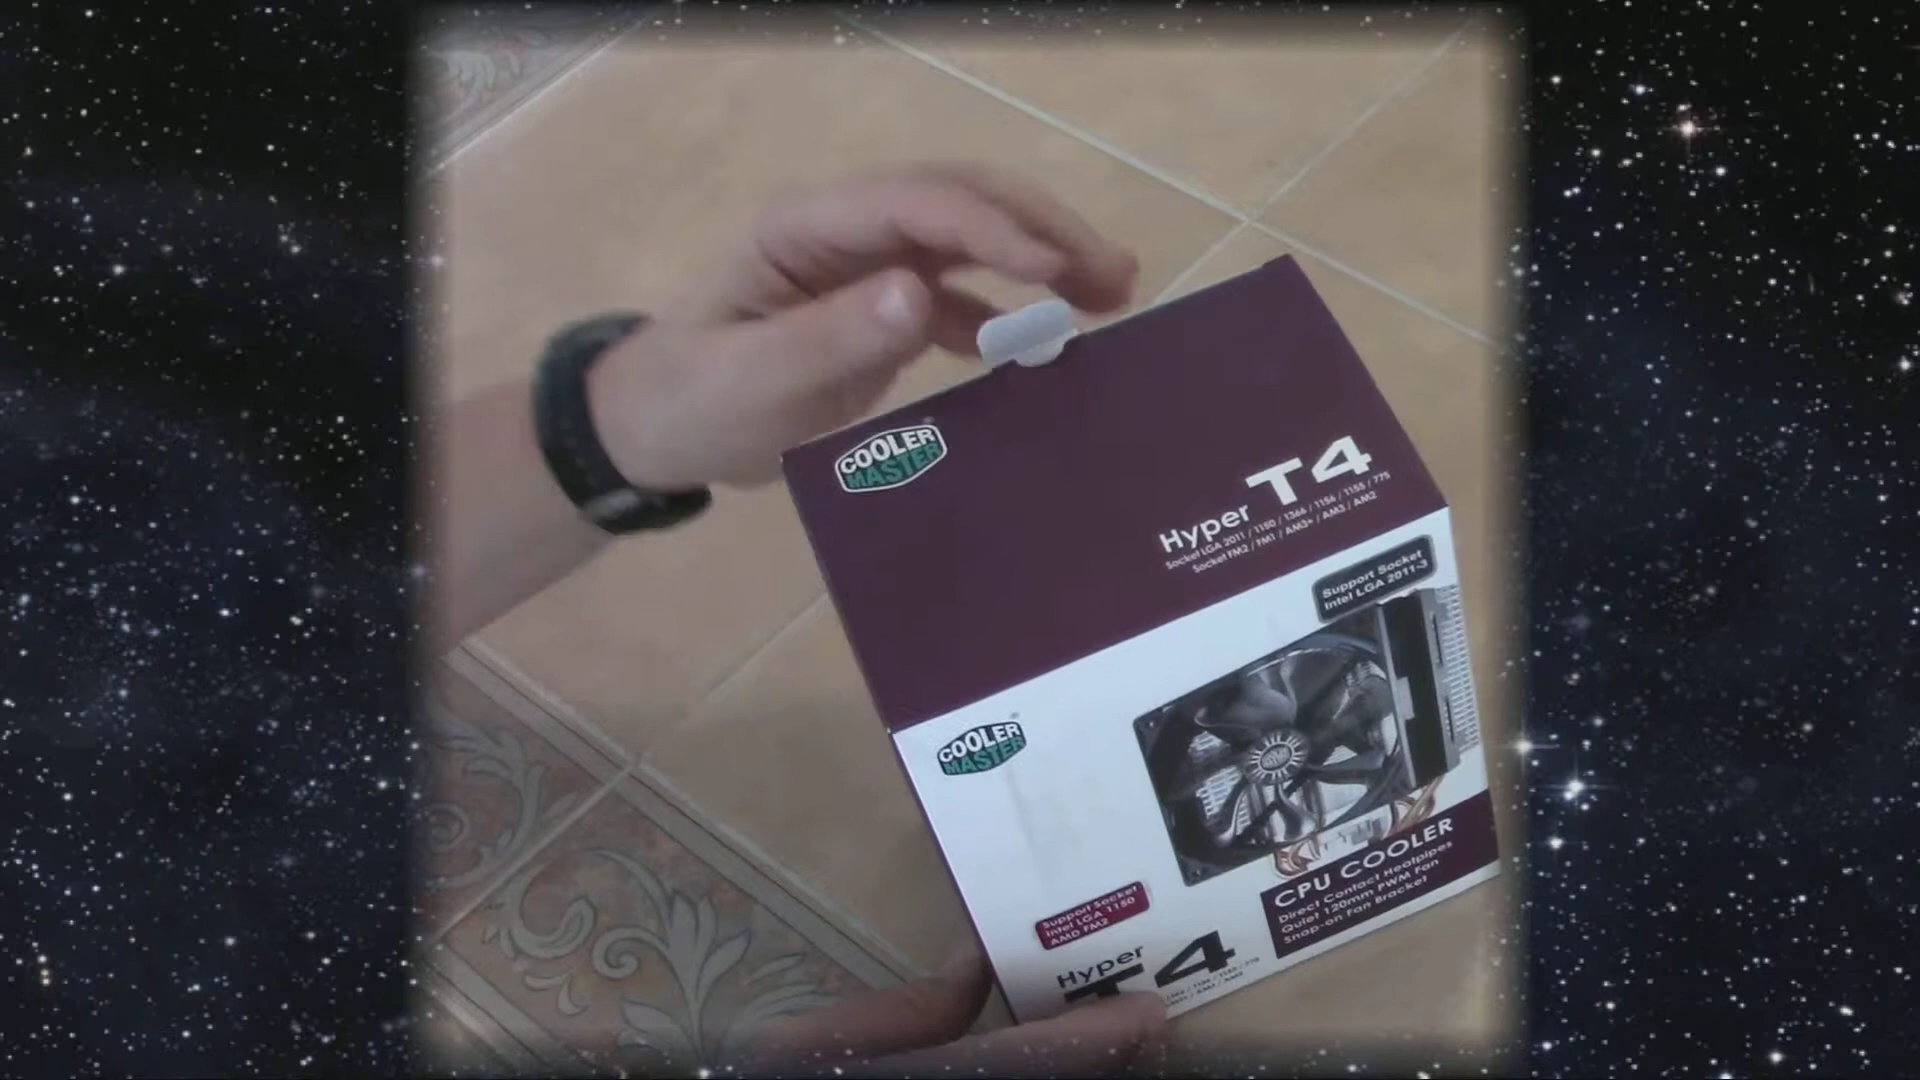 COOLER
MASTER
Hyper T4
Socket LGA 2011 / 1150 / 1366 / 1156 / 1155 / 775
Socket FM2 / FM1 / AM3+ / AM3 / AM2
Support Socket
Intel LGA 2011-3
COOLER
MASTER
CPU COOLER
Direct Contact Heatpipes
Quiet 120mm PWM Fan
Snap-on Fan Bracket
Support Socket
Intel LGA 1150
AMD FM2
Hyper
T4